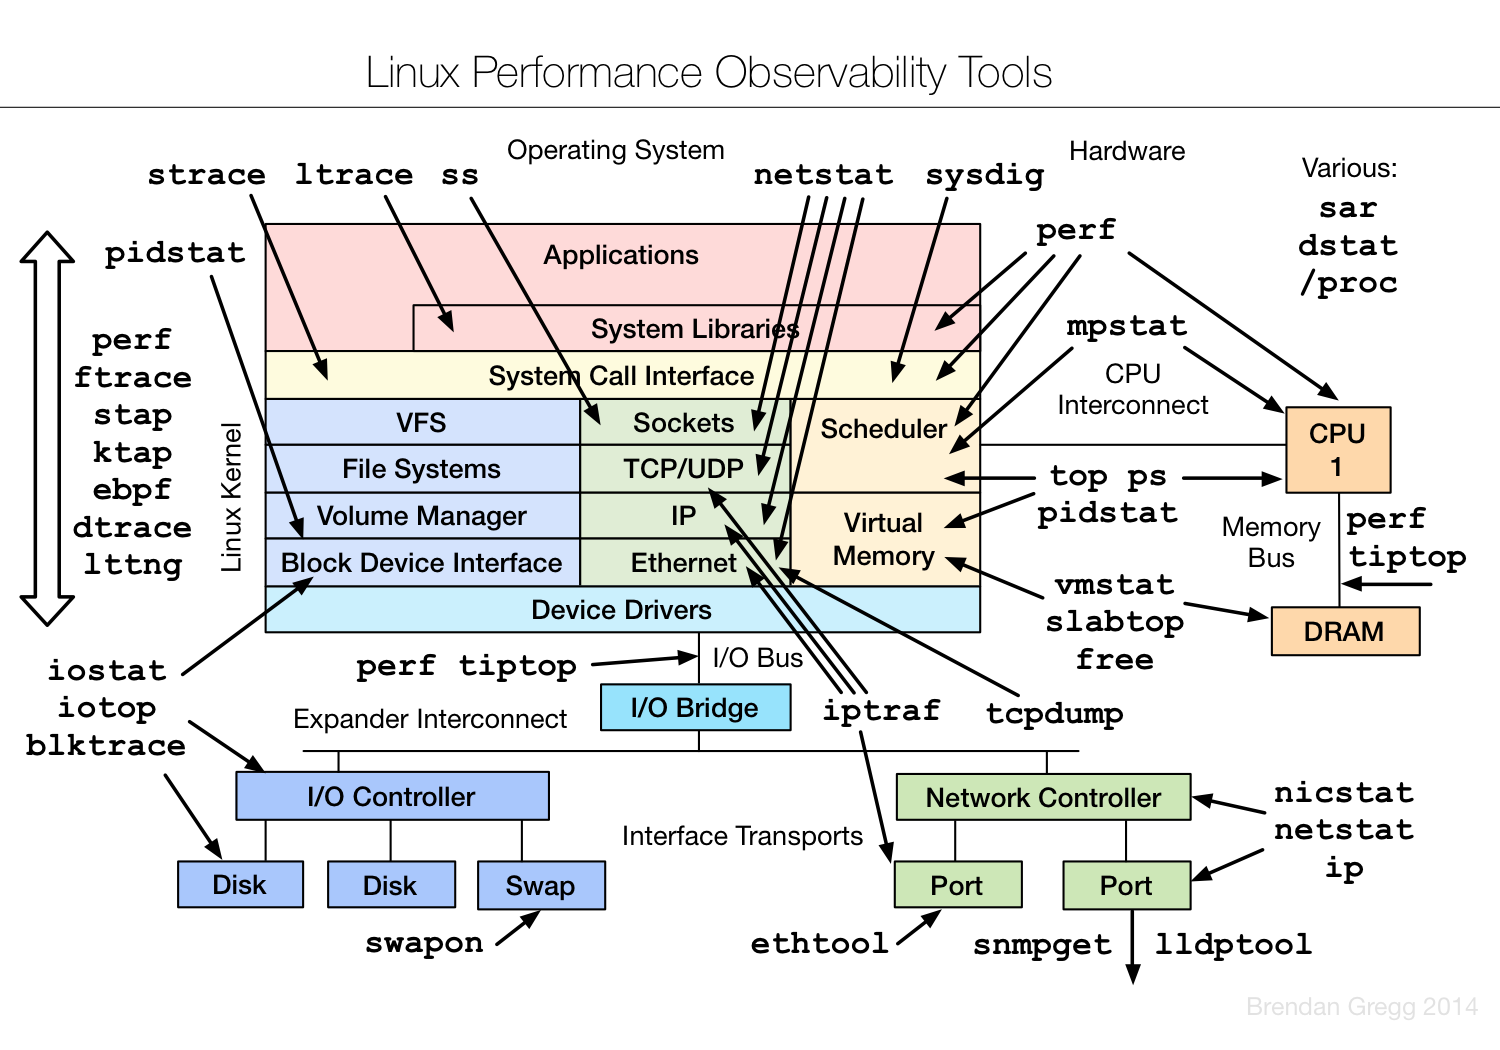 Linux Performance Observability Tools
Operating System
Hardware
Various:
strace ltrace ss
netstat sysdig
sar
dstat
/proc
pidstat
perf
Applications
System Libraries
mpstat
perf
ftrace
stap
ktap
ebpf
dtrace
lttng
Linux Kernel
System Call Interface
CPU
Interconnect
VFS
Sockets
Scheduler
CPU
1
File Systems
TCP/UDP
top ps
pidstat
Volume Manager
IP
Virtual
Memory
Memory
Bus
perf
tiptop
Block Device Interface
Ethernet
vmstat
slabtop
free
Device Drivers
DRAM
iostat
iotop
blktrace
perf tiptop
I/O Bus
I/O Bridge
iptraf
tcpdump
Expander Interconnect
I/O Controller
Network Controller
nicstat
netstat
ip
Interface Transports
Disk
Disk
Swap
Port
Port
swapon
ethtool
snmpget
lldptool
Brendan Gregg 2014